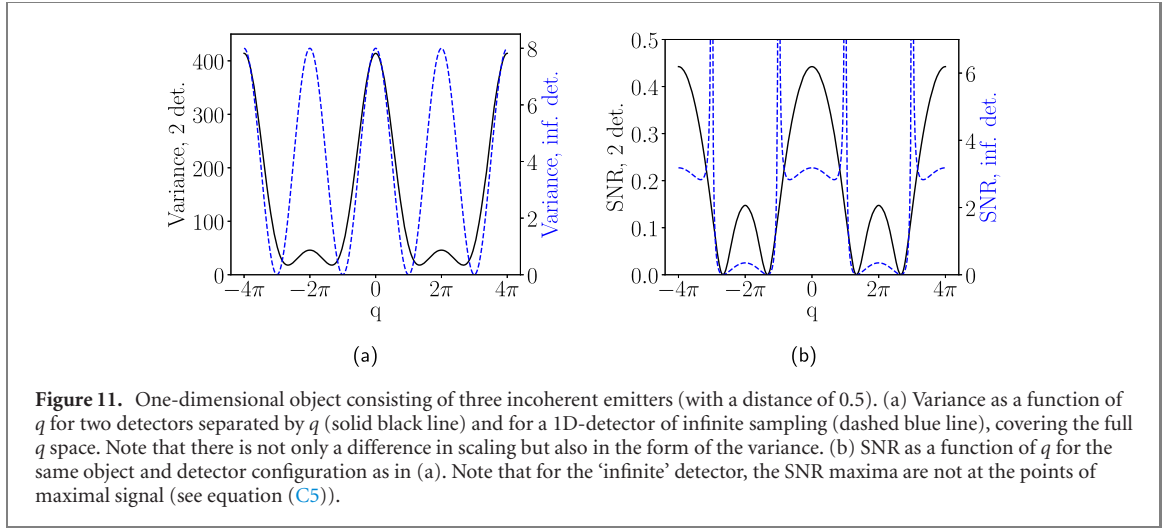 400
300
200
100
0
Variance, 2 det.
8
6
4
2
0
Variance, inf. det.
−4π −2π 0 2π 4π
q
(a)
0.5
0.4
0.3
0.2
0.1
0.0
SNR, 2 det.
6
4
2
0
SNR, inf. det.
−4π −2π 0 2π 4π
q
(b)
Figure 11. One-dimensional object consisting of three incoherent emitters (with a distance of 0.5). (a) Variance as a function of
q for two detectors separated by q (solid black line) and for a 1D-detector of infinite sampling (dashed blue line), covering the full
q space. Note that there is not only a difference in scaling but also in the form of the variance. (b) SNR as a function of q for the
same object and detector configuration as in (a). Note that for the ‘infinite’ detector, the SNR maxima are not at the points of
maximal signal (see equation (C5)).